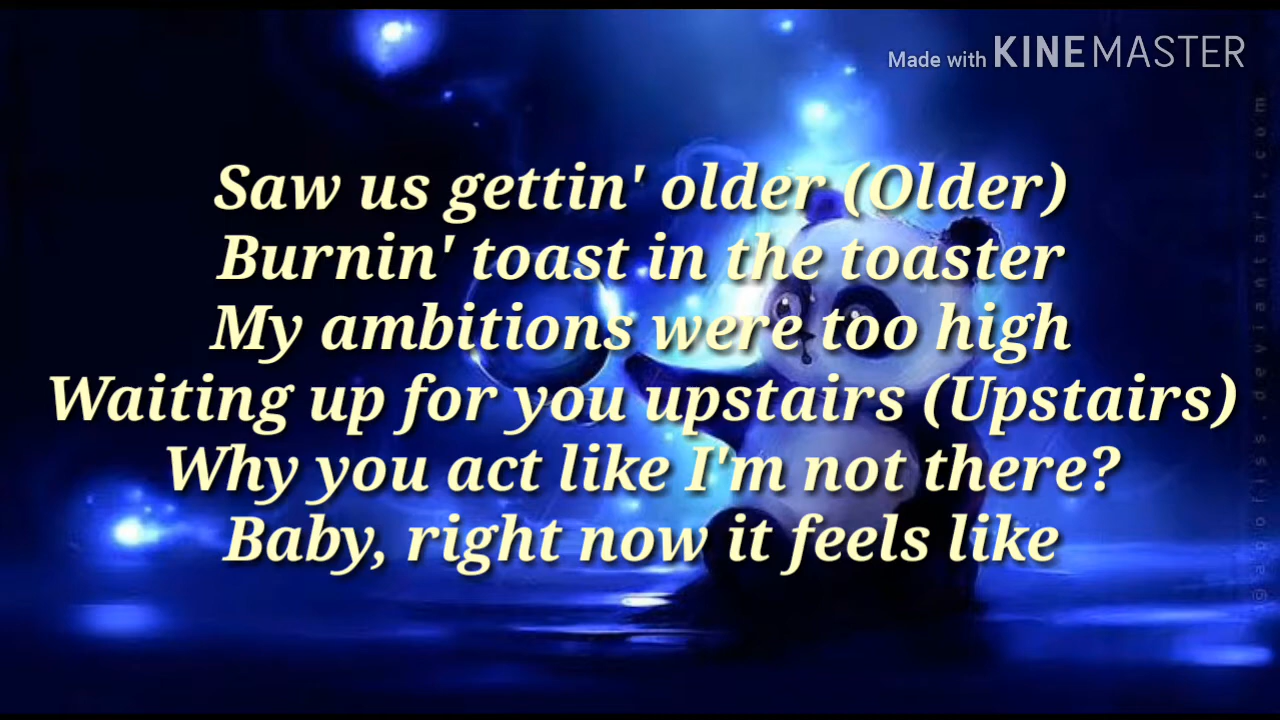 Made with KINEMASTER
Saw us gettin' older (Older)
Burnin' toast in the toaster
My ambitions were too high
Waiting up for you upstairs (Upstairs)
Why you act like I'm not there?
Baby, right now it feels like